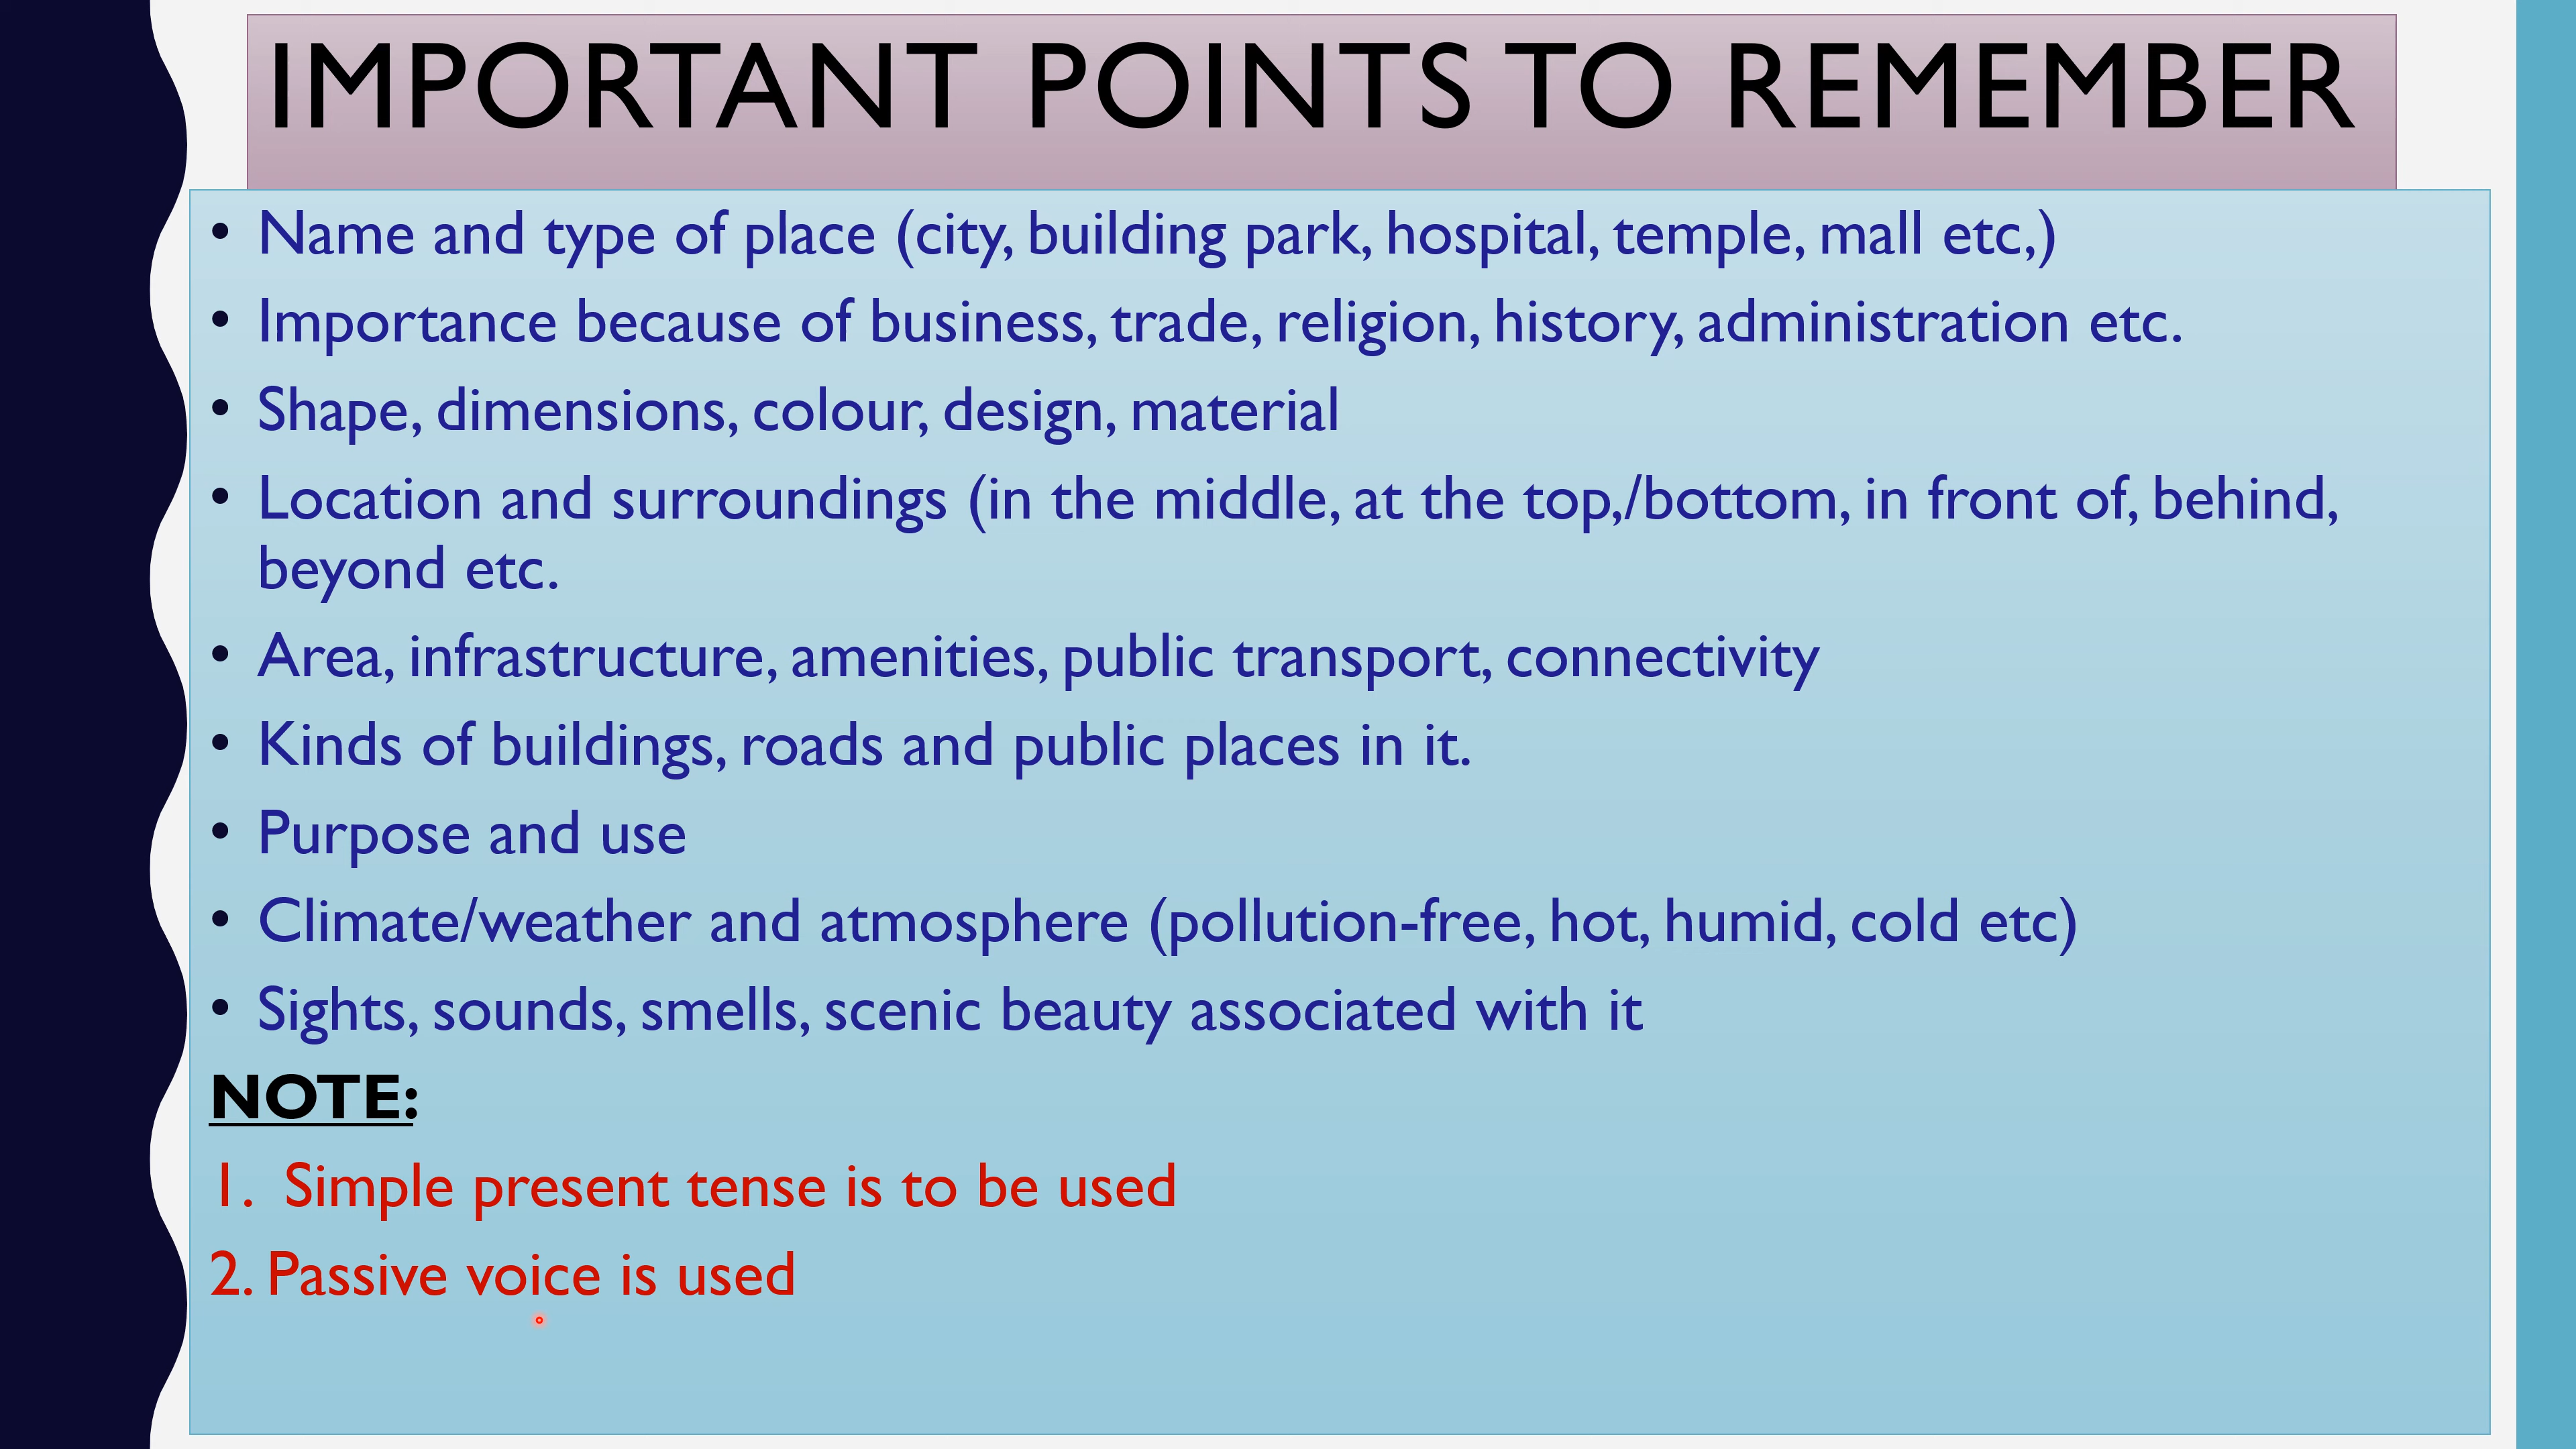 IMPORTANT POINTS TO REMEMBER
• Name and type of place (city, building park, hospital, temple, mall etc,)
• Importance because of business, trade, religion, history, administration etc.
• Shape, dimensions, colour, design, material
• Location and surroundings (in the middle, at the top,/bottom, in front of, behind,
beyond etc.
• Area, infrastructure, amenities, public transport, connectivity
• Kinds of buildings, roads and public places in it.
• Purpose and use
• Climate/weather and atmosphere (pollution-free, hot, humid, cold etc)
• Sights, sounds, smells, scenic beauty associated with it
NOTE:
1. Simple present tense is to be used
2. Passive voice is used